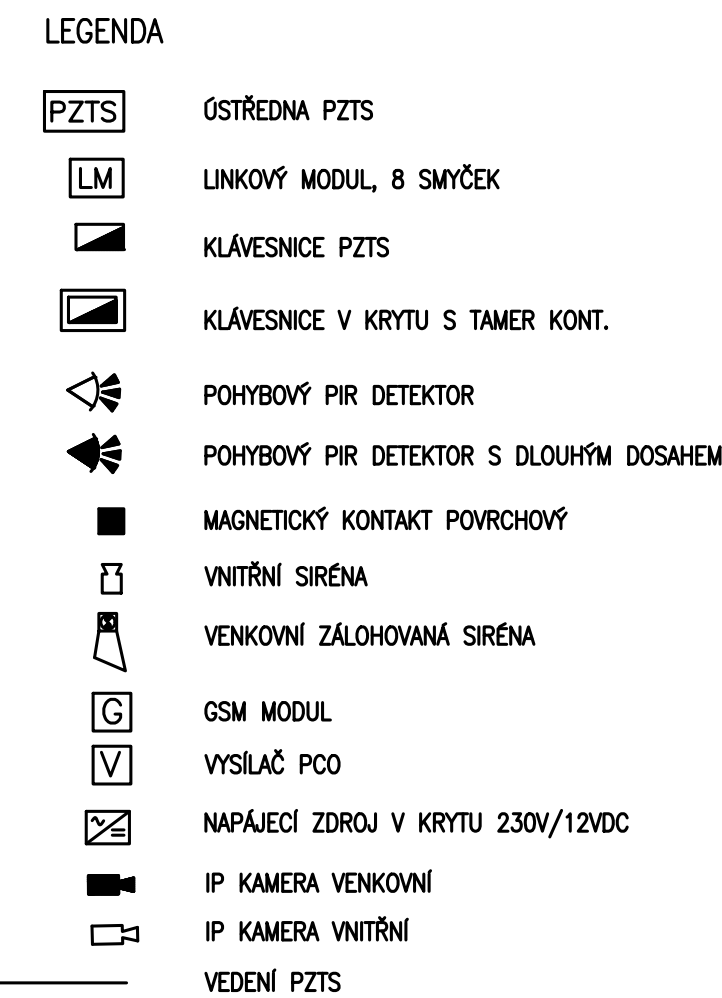 LEGENDA
PZTS ÚSTŘEDNA PZTS
LM LINKOVÝ MODUL, 8 SMYČEK
KLÁVESNICE PZTS
KLÁVESNICE V KRYTU S TAMER KONT.
POHYBOVÝ PIR DETEKTOR
POHYBOVÝ PIR DETEKTOR S DLOUHÝM DOSAHEM
MAGNETICKÝ KONTAKT POVRCHOVÝ
VNITŘNÍ SIRÉNA
VENKOVNÍ ZÁLOHOVANÁ SIRÉNA
G GSM MODUL
V VYSÍLAČ PCO
NAPÁJECÍ ZDROJ V KRYTU 230V/12VDC
IP KAMERA VENKOVNÍ
IP KAMERA VNITŘNÍ
VEDENÍ PZTS